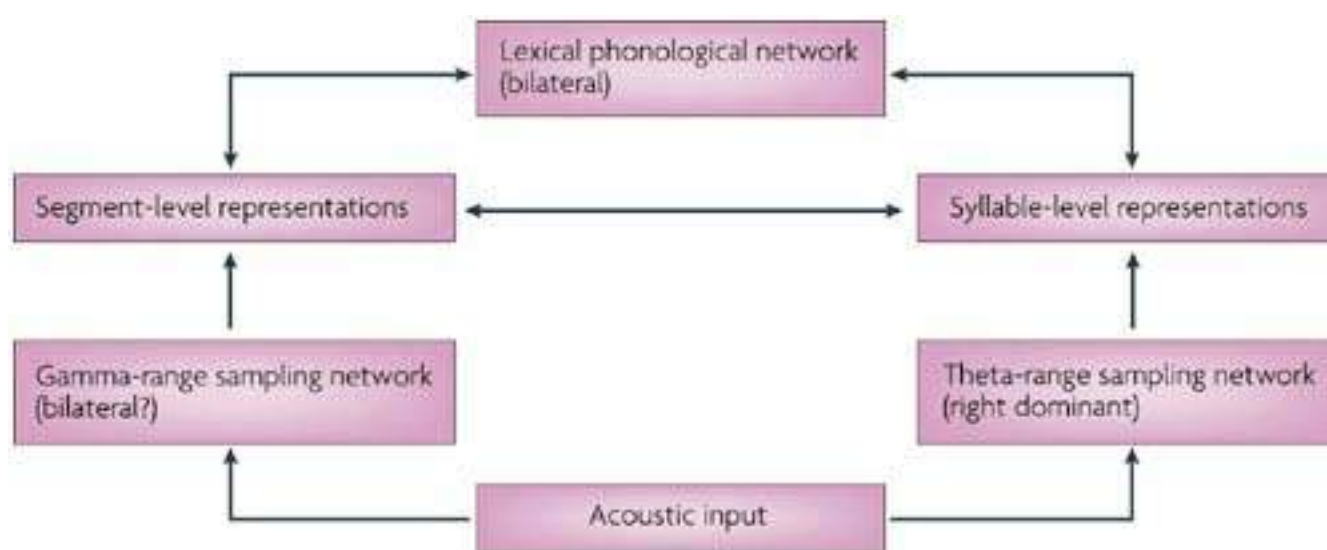 Lexical phonological network
(bilateral)
Segment-level representations
Syllable-level representations
Gamma-range sampling network
(bilateral?)
Theta-range sampling network
(right dominant)
Acoustic input